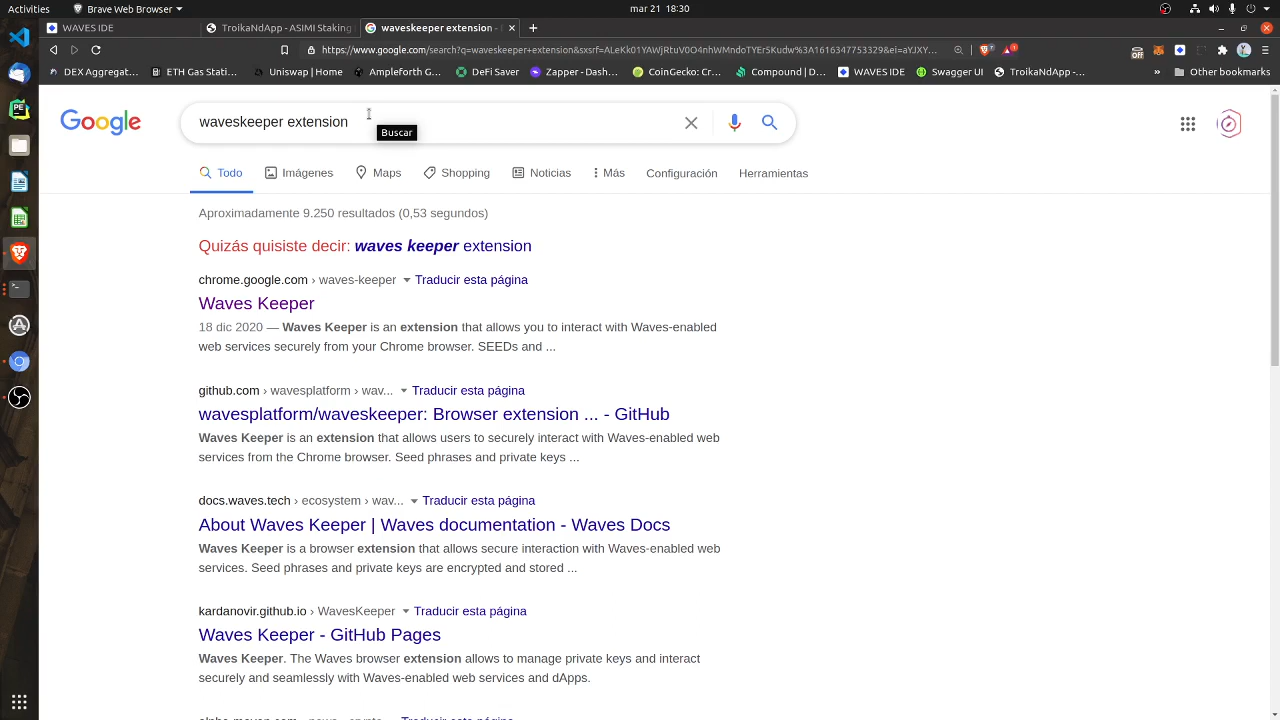 Activities Brave Web Browser mar 21 18:30
WAVES IDE TroikaNdApp - ASIMI Staking waveskeeper extension -
https://www.google.com/search?q=waveskeeper+extension&sxsrf=ALeKk01YAWjRtuV0O4nhWMndoTYErSKudw%3A1616347753329&ei=aYJXY...
DEX Aggregat... ETH Gas Stati... Uniswap | Home Ampleforth G... DeFi Saver Zapper - Dash... CoinGecko: Cr... Compound | D... WAVES IDE Swagger UI TroikaNdApp - ... » Other bookmarks
Google waveskeeper extension
Buscar
Todo Imágenes Maps Shopping Noticias Más Configuración Herramientas
Aproximadamente 9.250 resultados (0,53 segundos)
Quizás quisiste decir: waves keeper extension
chrome.google.com › waves-keeper Traducir esta página
Waves Keeper
18 dic 2020 — Waves Keeper is an extension that allows you to interact with Waves-enabled
web services securely from your Chrome browser. SEEDs and ...
github.com › wavesplatform › wav... Traducir esta página
wavesplatform/waveskeeper: Browser extension ... - GitHub
Waves Keeper is an extension that allows users to securely interact with Waves-enabled web
services from the Chrome browser. Seed phrases and private keys ...
docs.waves.tech › ecosystem › wav... Traducir esta página
About Waves Keeper | Waves documentation - Waves Docs
Waves Keeper is a browser extension that allows secure interaction with Waves-enabled web
services. Seed phrases and private keys are encrypted and stored ...
kardanovir.github.io › WavesKeeper Traducir esta página
Waves Keeper - GitHub Pages
Waves Keeper. The Waves browser extension allows to manage private keys and interact
securely and seamlessly with Waves-enabled web services and dApps.